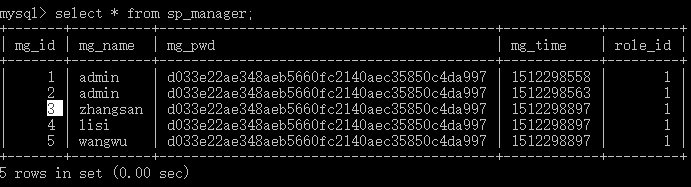 mysql> select * from sp_manager;
+-------+----------+------------------------------------------+------------+---------+
| mg_id | mg_name | mg_pwd | mg_time | role_id |
+-------+----------+------------------------------------------+------------+---------+
| 1 | admin | d033e22ae348aeb5660fc2140aec35850c4da997 | 1512298558 | 1 |
| 2 | admin | d033e22ae348aeb5660fc2140aec35850c4da997 | 1512298563 | 1 |
| 3 | zhangsan | d033e22ae348aeb5660fc2140aec35850c4da997 | 1512298897 | 1 |
| 4 | lisi | d033e22ae348aeb5660fc2140aec35850c4da997 | 1512298897 | 1 |
| 5 | wangwu | d033e22ae348aeb5660fc2140aec35850c4da997 | 1512298897 | 1 |
+-------+----------+------------------------------------------+------------+---------+
5 rows in set (0.00 sec)